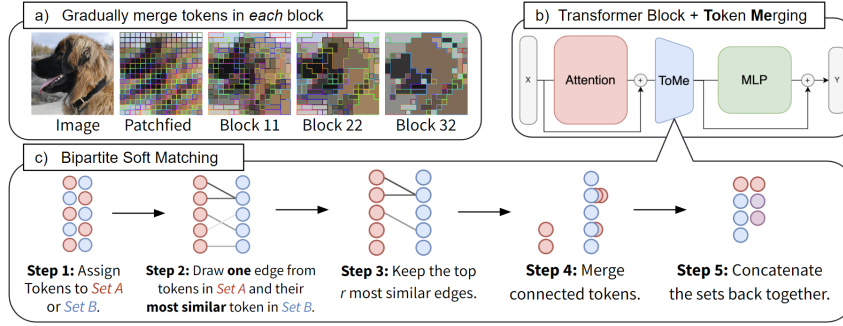 a) Gradually merge tokens in each block
Image
Patchfied
Block 11
Block 22
Block 32
b) Transformer Block + Token Merging
X
Attention
+
ToMe
MLP
+
Y
c) Bipartite Soft Matching
Step 1: Assign
Tokens to Set A
or Set B.
Step 2: Draw one edge from
tokens in Set A and their
most similar token in Set B.
Step 3: Keep the top
r most similar edges.
Step 4: Merge
connected tokens.
Step 5: Concatenate
the sets back together.